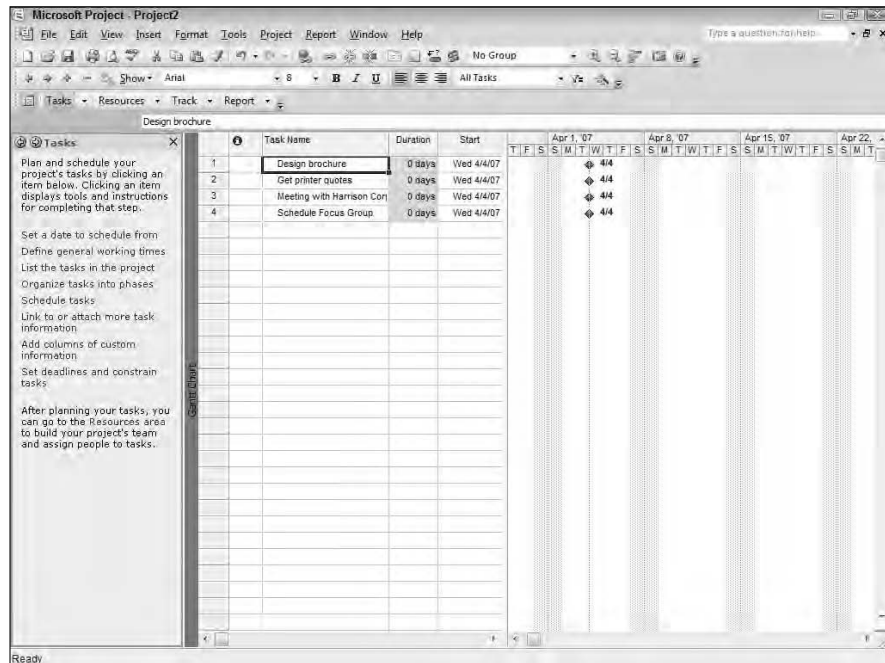 Microsoft Project - Project2
File Edit View Insert Format Tools Project Report Window Help
Type a question for help
No Group
Show Arial 8 B I U All Tasks
Tasks Resources Track Report
Design brochure
Tasks
Plan and schedule your
project's tasks by clicking an
item below. Clicking an item
displays tools and instructions
for completing that step.
Set a date to schedule from
Define general working times
List the tasks in the project
Organize tasks into phases
Schedule tasks
Link to or attach more task
information
Add columns of custom
information
Set deadlines and constrain
tasks
After planning your tasks, you
can go to the Resources area
to build your project's team
and assign people to tasks.
Gantt Chart
Task Name Duration Start
1 Design brochure 0 days Wed 4/4/07
2 Get printer quotes 0 days Wed 4/4/07
3 Meeting with Harrison Con 0 days Wed 4/4/07
4 Schedule Focus Group 0 days Wed 4/4/07
Apr 1, '07 Apr 8, '07 Apr 15, '07 Apr 22,
T F S S M T W T F S S M T W T F S S M T W T F S S M T
4/4
4/4
4/4
4/4
Ready